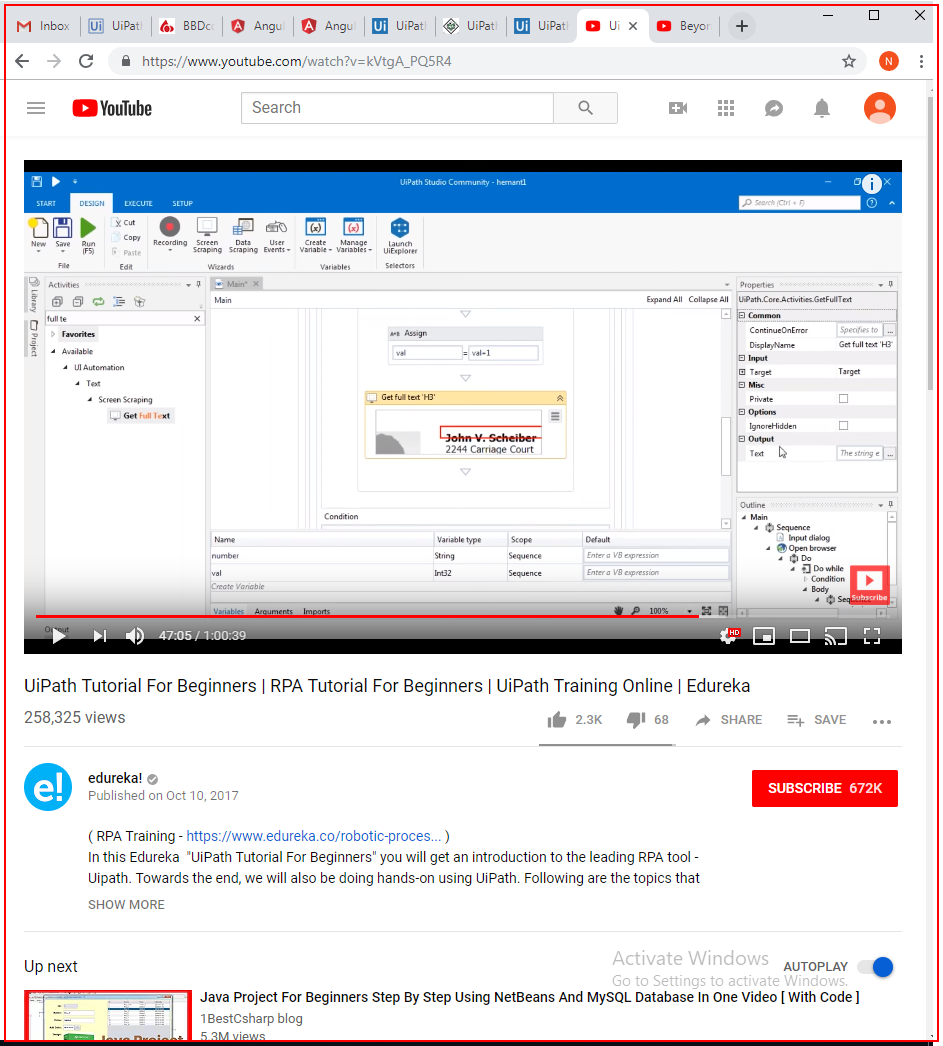 Inbox UiPat BBDc Angul Angul UiPatl UiPatl UiPatl Ui Beyor
https://www.youtube.com/watch?v=kVtgA_PQ5R4 N
YouTube Search
UiPath Studio Community - hemant1
START DESIGN EXECUTE SETUP Search (Ctrl + F)
New Save Run (F5) Cut Copy Paste Recording Screen Scraping Data Scraping User Events Create Variable Manage Variables Launch UiExplorer
File Edit Wizards Variables Selectors
Library
Project
Activities Main* Properties
Main Expand All Collapse All UiPath.Core.Activities.GetFullText
full te
Favorites
Available
UI Automation
Text
Screen Scraping
Get Full Text
A+B Assign
val = val+1
Get full text 'H3'
John V. Scheiber
2244 Carriage Court
Condition
Common
ContinueOnError Specifies to ...
DisplayName Get full text 'H3'
Input
Target Target
Misc
Private
Options
IgnoreHidden
Output
Text The string e ...
Outline
Main
Sequence
Input dialog
Open browser
Do
Do while
Condition
Body
Seq
Subscribe
Name Variable type Scope Default
number String Sequence Enter a VB expression
val Int32 Sequence Enter a VB expression
Create Variable
Variables Arguments Imports 100%
Output
47:05 / 1:00:39 HD
UiPath Tutorial For Beginners | RPA Tutorial For Beginners | UiPath Training Online | Edureka
258,325 views 2.3K 68 SHARE SAVE
e! edureka!
Published on Oct 10, 2017
SUBSCRIBE 672K
( RPA Training - https://www.edureka.co/robotic-proces... )
In this Edureka "UiPath Tutorial For Beginners" you will get an introduction to the leading RPA tool -
Uipath. Towards the end, we will also be doing hands-on using UiPath. Following are the topics that
SHOW MORE
Activate Windows
Go to Settings to activate Windows.
Up next AUTOPLAY
Java Project For Beginners Step By Step Using NetBeans And MySQL Database In One Video [ With Code ]
1BestCsharp blog
5.3M views
Java Project